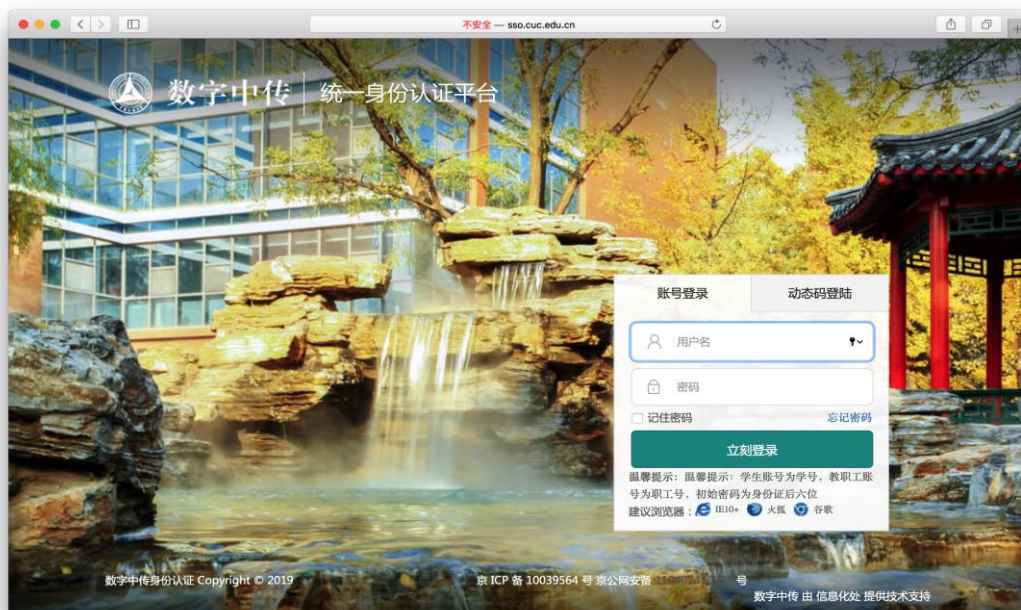 不安全 — sso.cuc.edu.cn
数字中传 统一身份认证平台
账号登录 动态码登陆
用户名
密码
记住密码 忘记密码
立刻登录
温馨提示：温馨提示：学生账号为学号，教职工账
号为职工号，初始密码为身份证后六位
建议浏览器： IE10+ 火狐 谷歌
数字中传身份认证 Copyright © 2019 京 ICP 备 10039564 号 京公网安备 号
数字中传 由 信息化处 提供技术支持